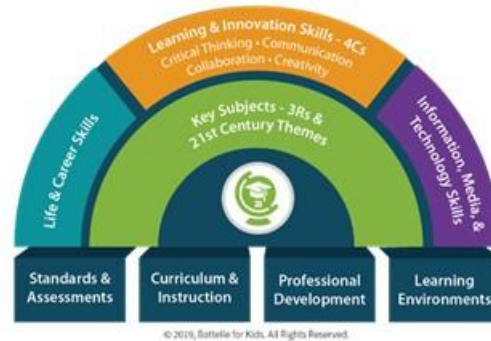 Learning & Innovation Skills - 4Cs
Critical Thinking • Communication
Collaboration • Creativity
Life & Career Skills
Key Subjects - 3Rs &
21st Century Themes
Information, Media, &
Technology Skills
Standards &
Assessments
Curriculum &
Instruction
Professional
Development
Learning
Environments
© 2019, Battelle for Kids. All Rights Reserved.